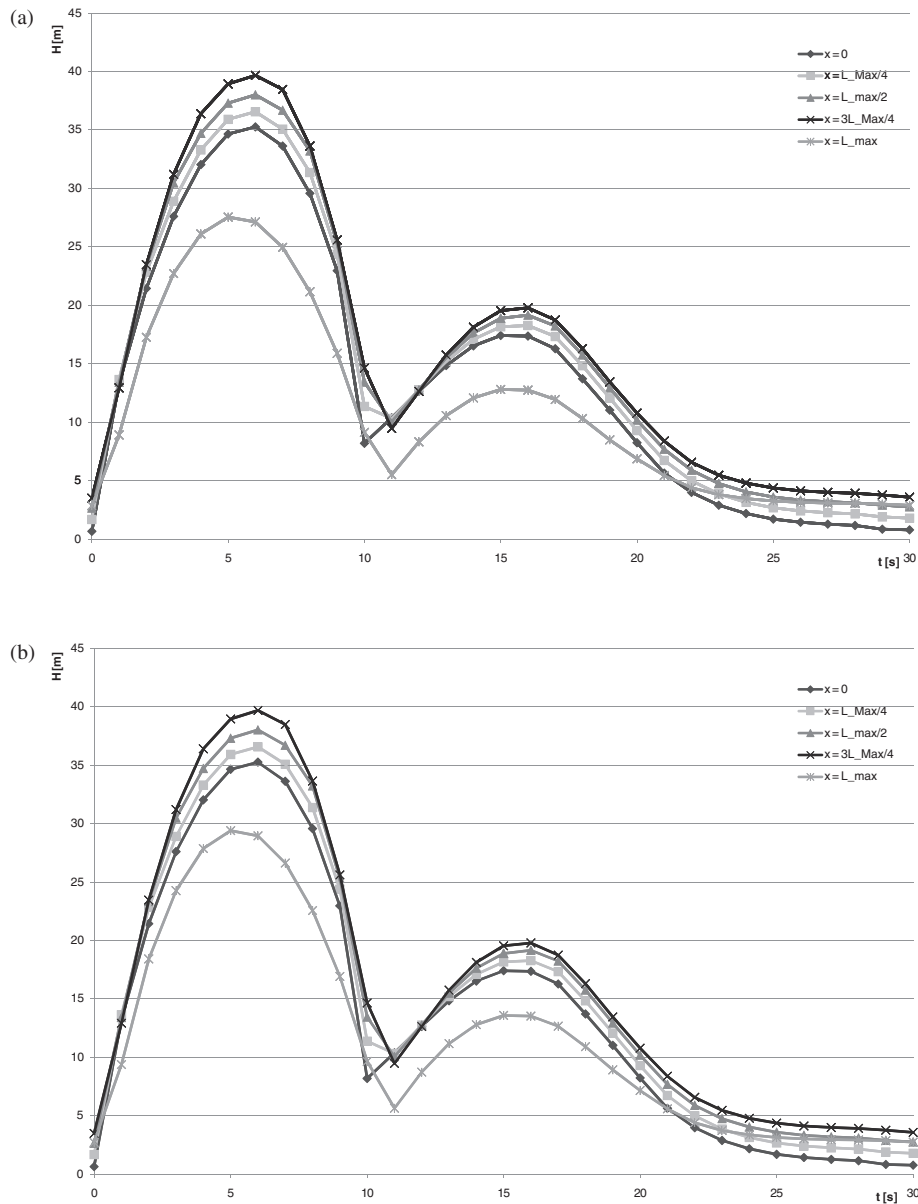 (a)
H [m]
45
40
35
30
25
20
15
10
5
0
0 5 10 15 20 25 30
t [s]
x = 0
x = L_Max/4
x = L_max/2
x = 3L_Max/4
x = L_max
(b)
H [m]
45
40
35
30
25
20
15
10
5
0
0 5 10 15 20 25 30
t [s]
x = 0
x = L_Max/4
x = L_max/2
x = 3L_Max/4
x = L_max